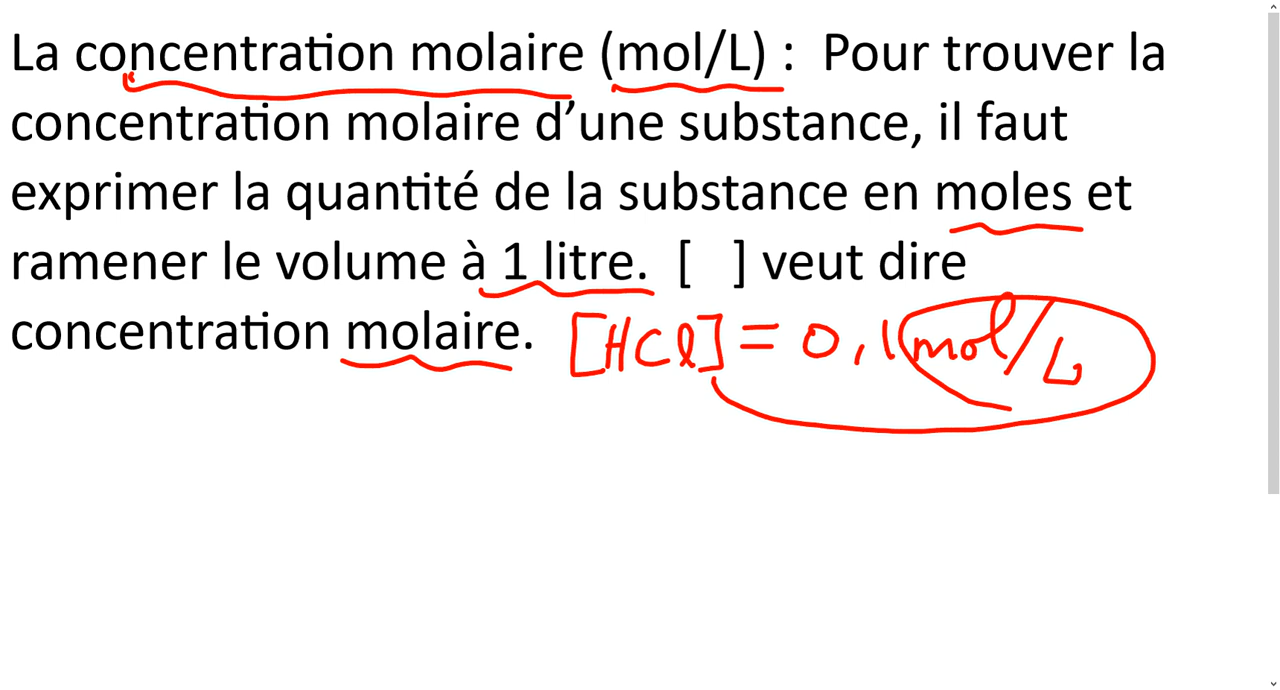 La concentration molaire (mol/L) : Pour trouver la
concentration molaire d’une substance, il faut
exprimer la quantité de la substance en moles et
ramener le volume à 1 litre. [ ] veut dire
concentration molaire. [HCl] = 0,1 mol/L